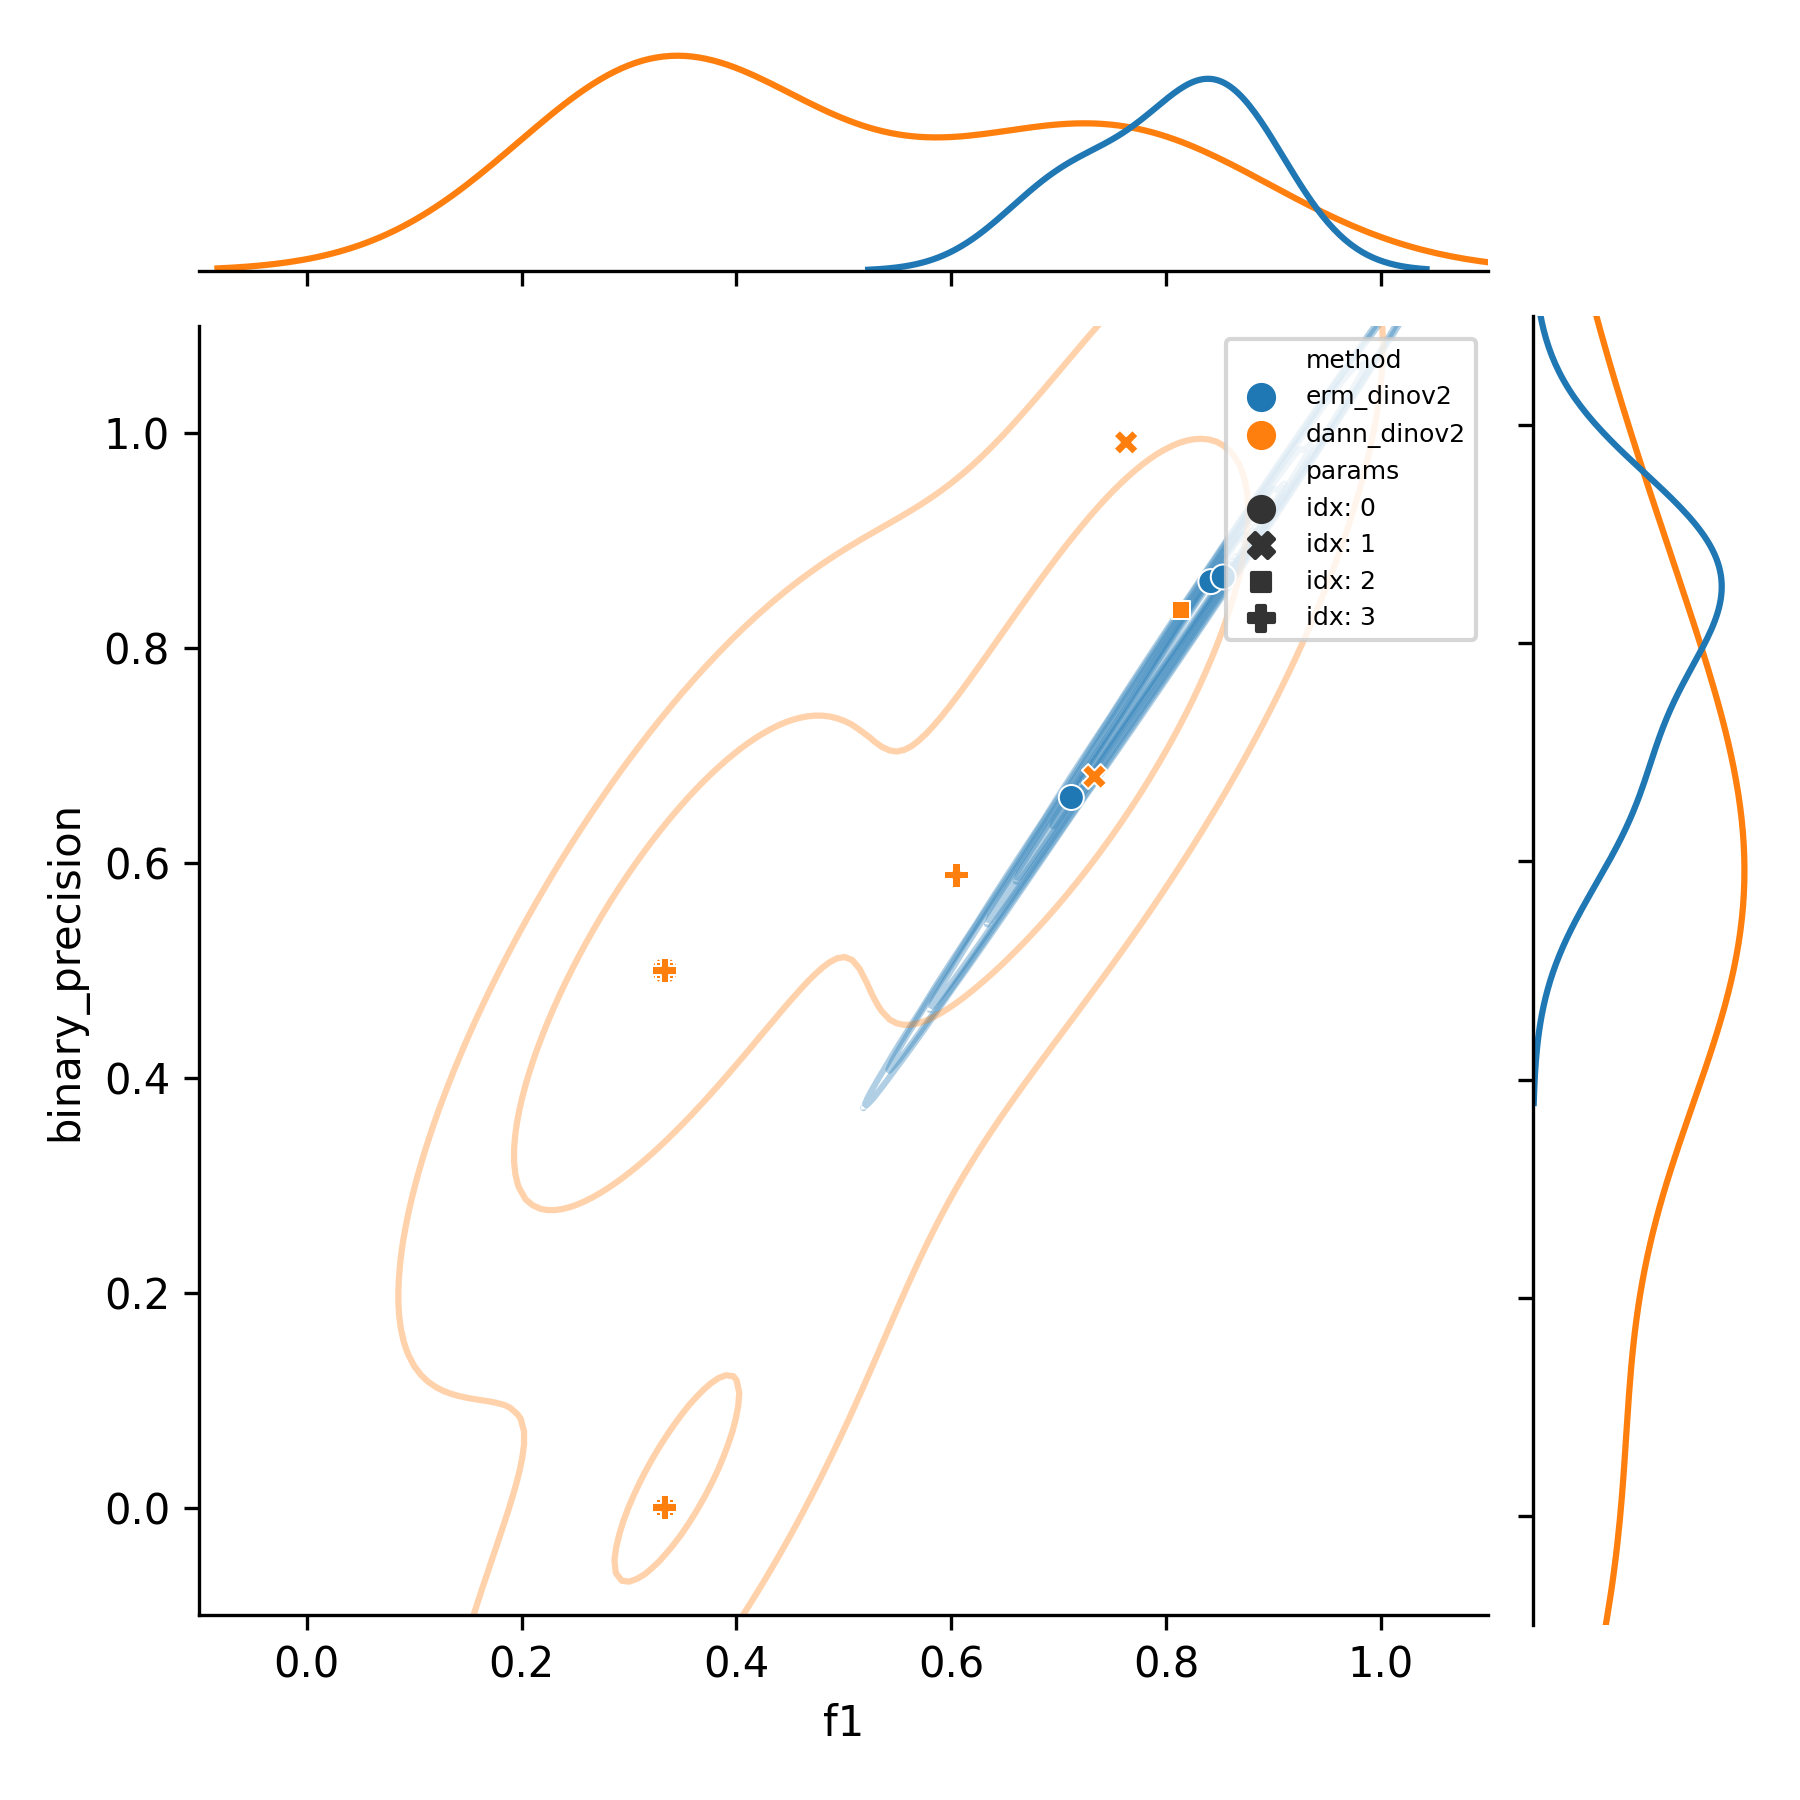 method
erm_dinov2
dann_dinov2
params
idx: 0
idx: 1
idx: 2
idx: 3
1.0
0.8
0.6
0.4
0.2
0.0
binary_precision
0.0 0.2 0.4 0.6 0.8 1.0
f1